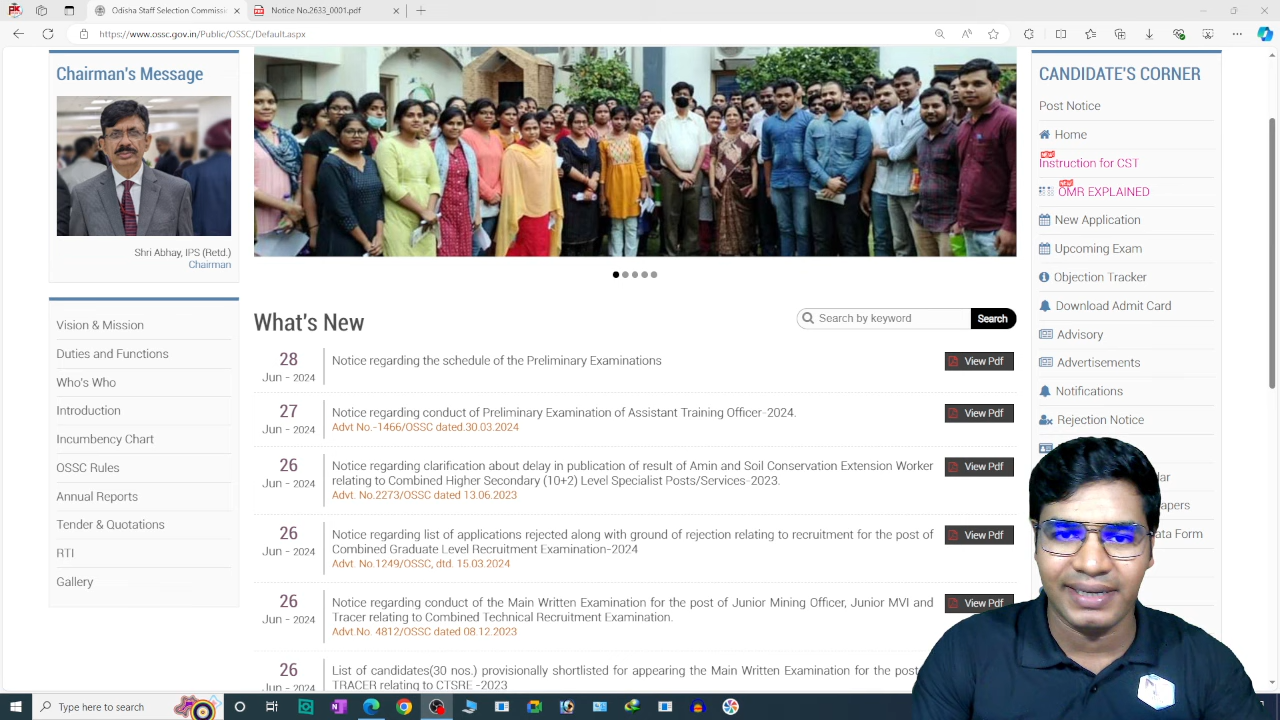 Notice No.2633_0001.pdf
Odisha Staff Selection Commiss
Notice No.2633_0001.pdf
https://www.ossc.gov.in/Public/OSSC/Default.aspx
Chairman's Message
Shri Abhay, IPS (Retd.)
Chairman
Vision & Mission
Duties and Functions
Who's Who
Introduction
Incumbency Chart
OSSC Rules
Annual Reports
Tender & Quotations
RTI
Gallery
What's New
Search by keyword
Search
28
Jun - 2024
Notice regarding the schedule of the Preliminary Examinations
View Pdf
27
Jun - 2024
Notice regarding conduct of Preliminary Examination of Assistant Training Officer-2024.
Advt No.-1466/OSSC dated.30.03.2024
View Pdf
26
Jun - 2024
Notice regarding clarification about delay in publication of result of Amin and Soil Conservation Extension Worker
relating to Combined Higher Secondary (10+2) Level Specialist Posts/Services-2023.
Advt. No.2273/OSSC dated 13.06.2023
View Pdf
26
Jun - 2024
Notice regarding list of applications rejected along with ground of rejection relating to recruitment for the post of
Combined Graduate Level Recruitment Examination-2024
Advt. No.1249/OSSC, dtd. 15.03.2024
View Pdf
26
Jun - 2024
Notice regarding conduct of the Main Written Examination for the post of Junior Mining Officer, Junior MVI and
Tracer relating to Combined Technical Recruitment Examination.
Advt No. 4812/OSSC dated 08.12.2023
View Pdf
26
Jun - 2024
List of candidates(30 nos.) provisionally shortlisted for appearing the Main Written Examination for the post
TRACER relating to CTSRE -2023
CANDIDATE'S CORNER
Post Notice
Home
Instruction for CST
OMR EXPLAINED
New Application
Upcoming Exam
Objection Tracker
Download Admit Card
Advisory
Advertisements
Notifications
Rejection Notice
Type here to search